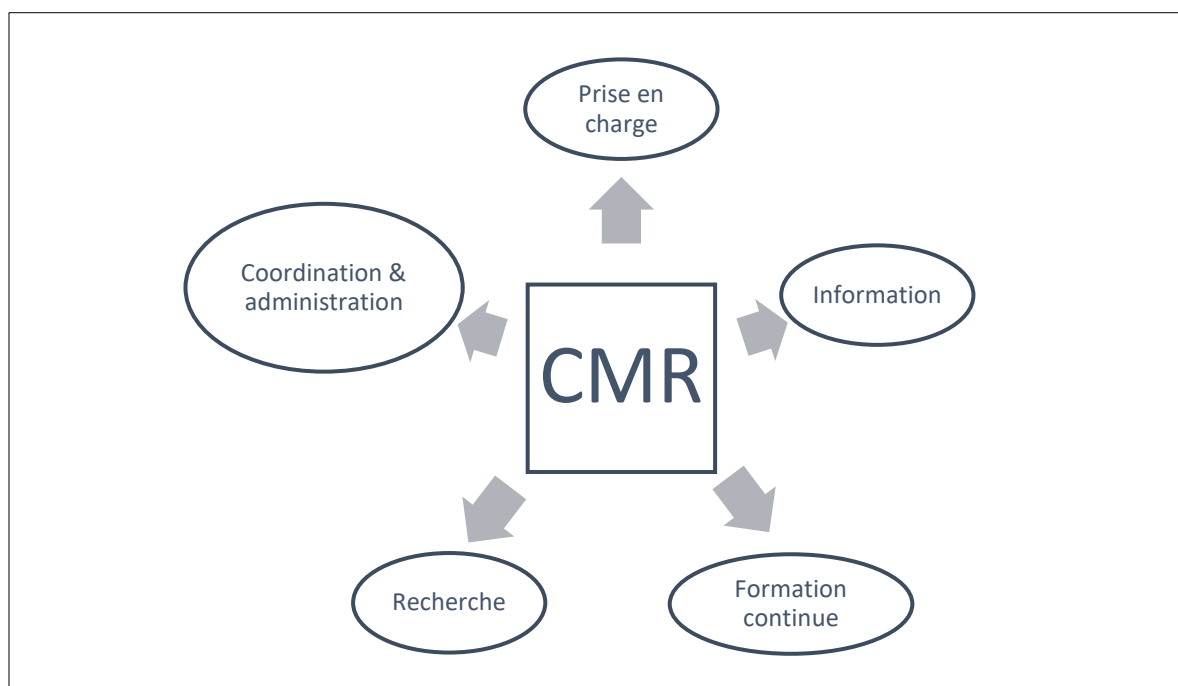 Prise en
charge
Coordination &
administration
Information
CMR
Recherche
Formation
continue